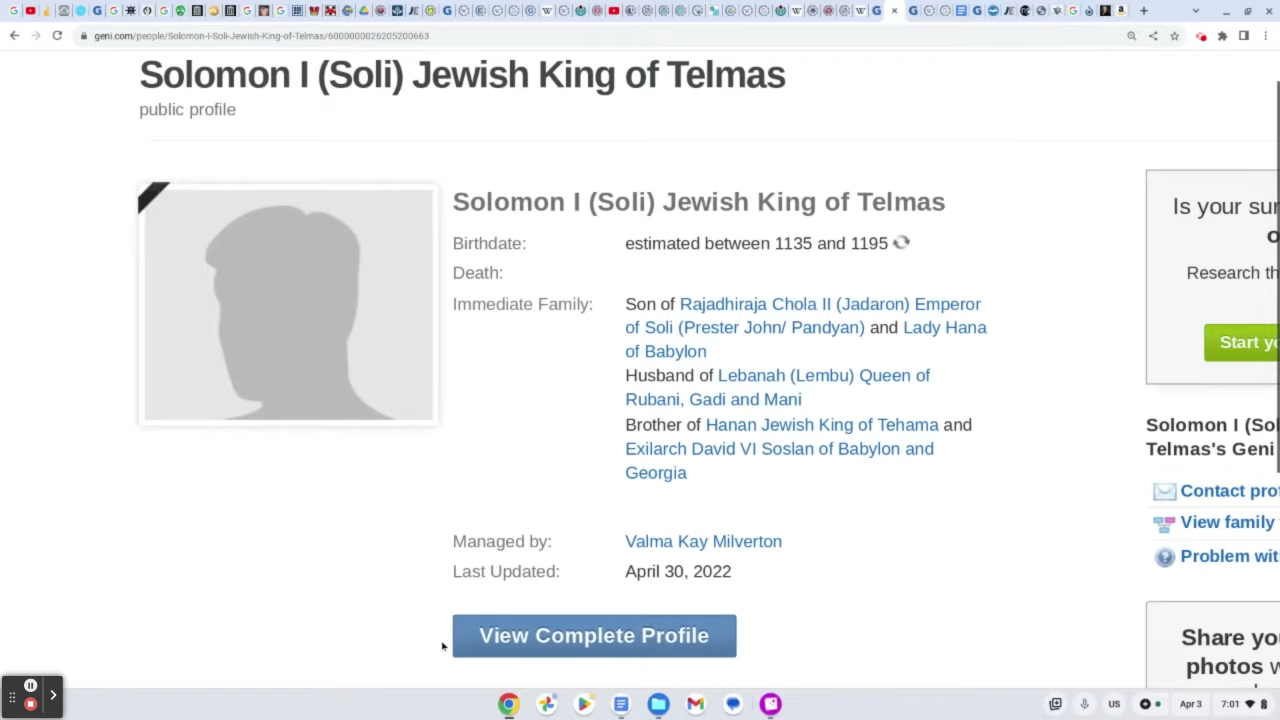 geni.com/people/Solomon-I-Soli-Jewish-King-of-Telmas/6000000026205200663
Solomon I (Soli) Jewish King of Telmas
public profile
Solomon I (Soli) Jewish King of Telmas
Birthdate: estimated between 1135 and 1195
Death:
Immediate Family: Son of Rajadhiraja Chola II (Jadaron) Emperor
of Soli (Prester John/ Pandyan) and Lady Hana
of Babylon
Husband of Lebanah (Lembu) Queen of
Rubani, Gadi and Mani
Brother of Hanan Jewish King of Tehama and
Exilarch David VI Soslan of Babylon and
Georgia
Managed by: Valma Kay Milverton
Last Updated: April 30, 2022
View Complete Profile
Is your sur
o
Research th
Start yo
Solomon I (Sol
Telmas's Geni
Contact prof
View family
Problem wit
Share you
photos w
US
Apr 3
7:01